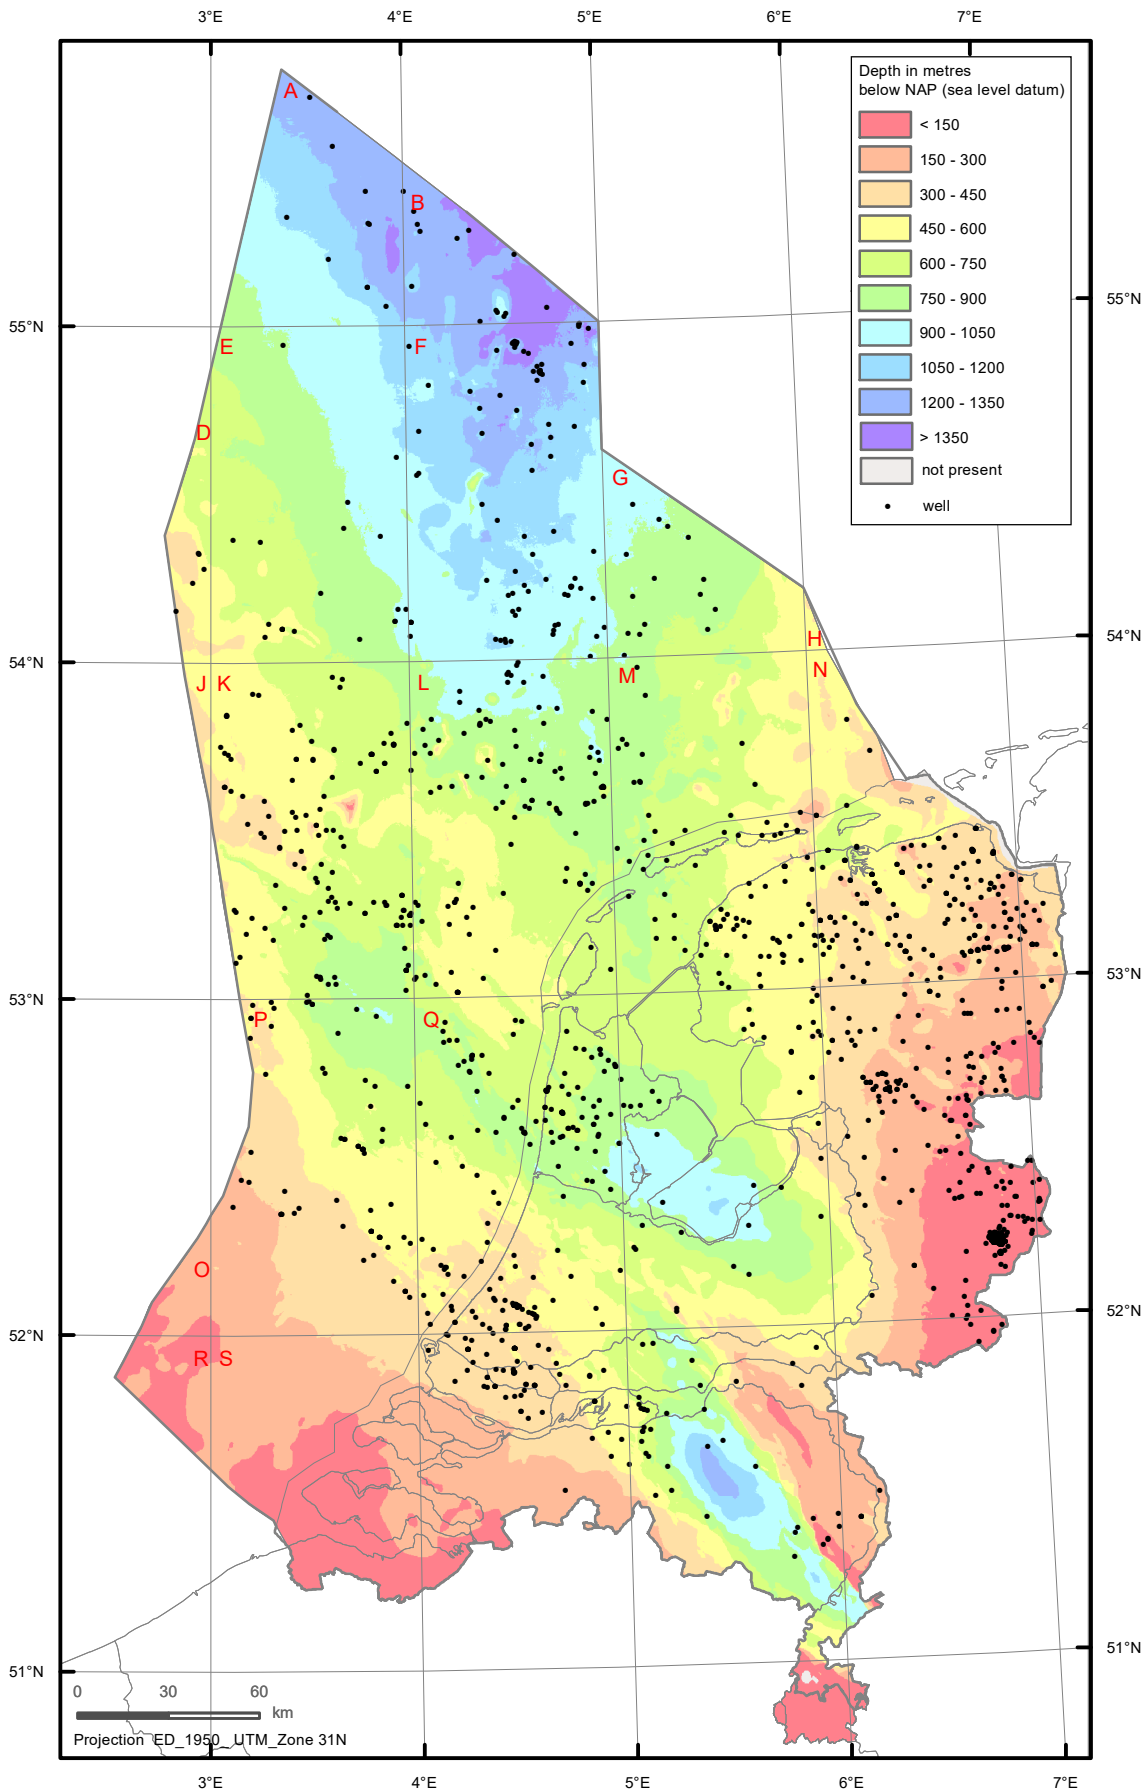 3°E 4°E 5°E 6°E 7°E
Depth in metres
below NAP (sea level datum)
< 150
150 - 300
300 - 450
450 - 600
600 - 750
750 - 900
900 - 1050
1050 - 1200
1200 - 1350
> 1350
not present
well
A
B
55°N 55°N
E F
D
G
54°N 54°N
H
J K L M N
53°N 53°N
P Q
O
52°N 52°N
R S
51°N 51°N
0 30 60
km
Projection ED_1950_UTM_Zone 31N
3°E 4°E 5°E 6°E 7°E